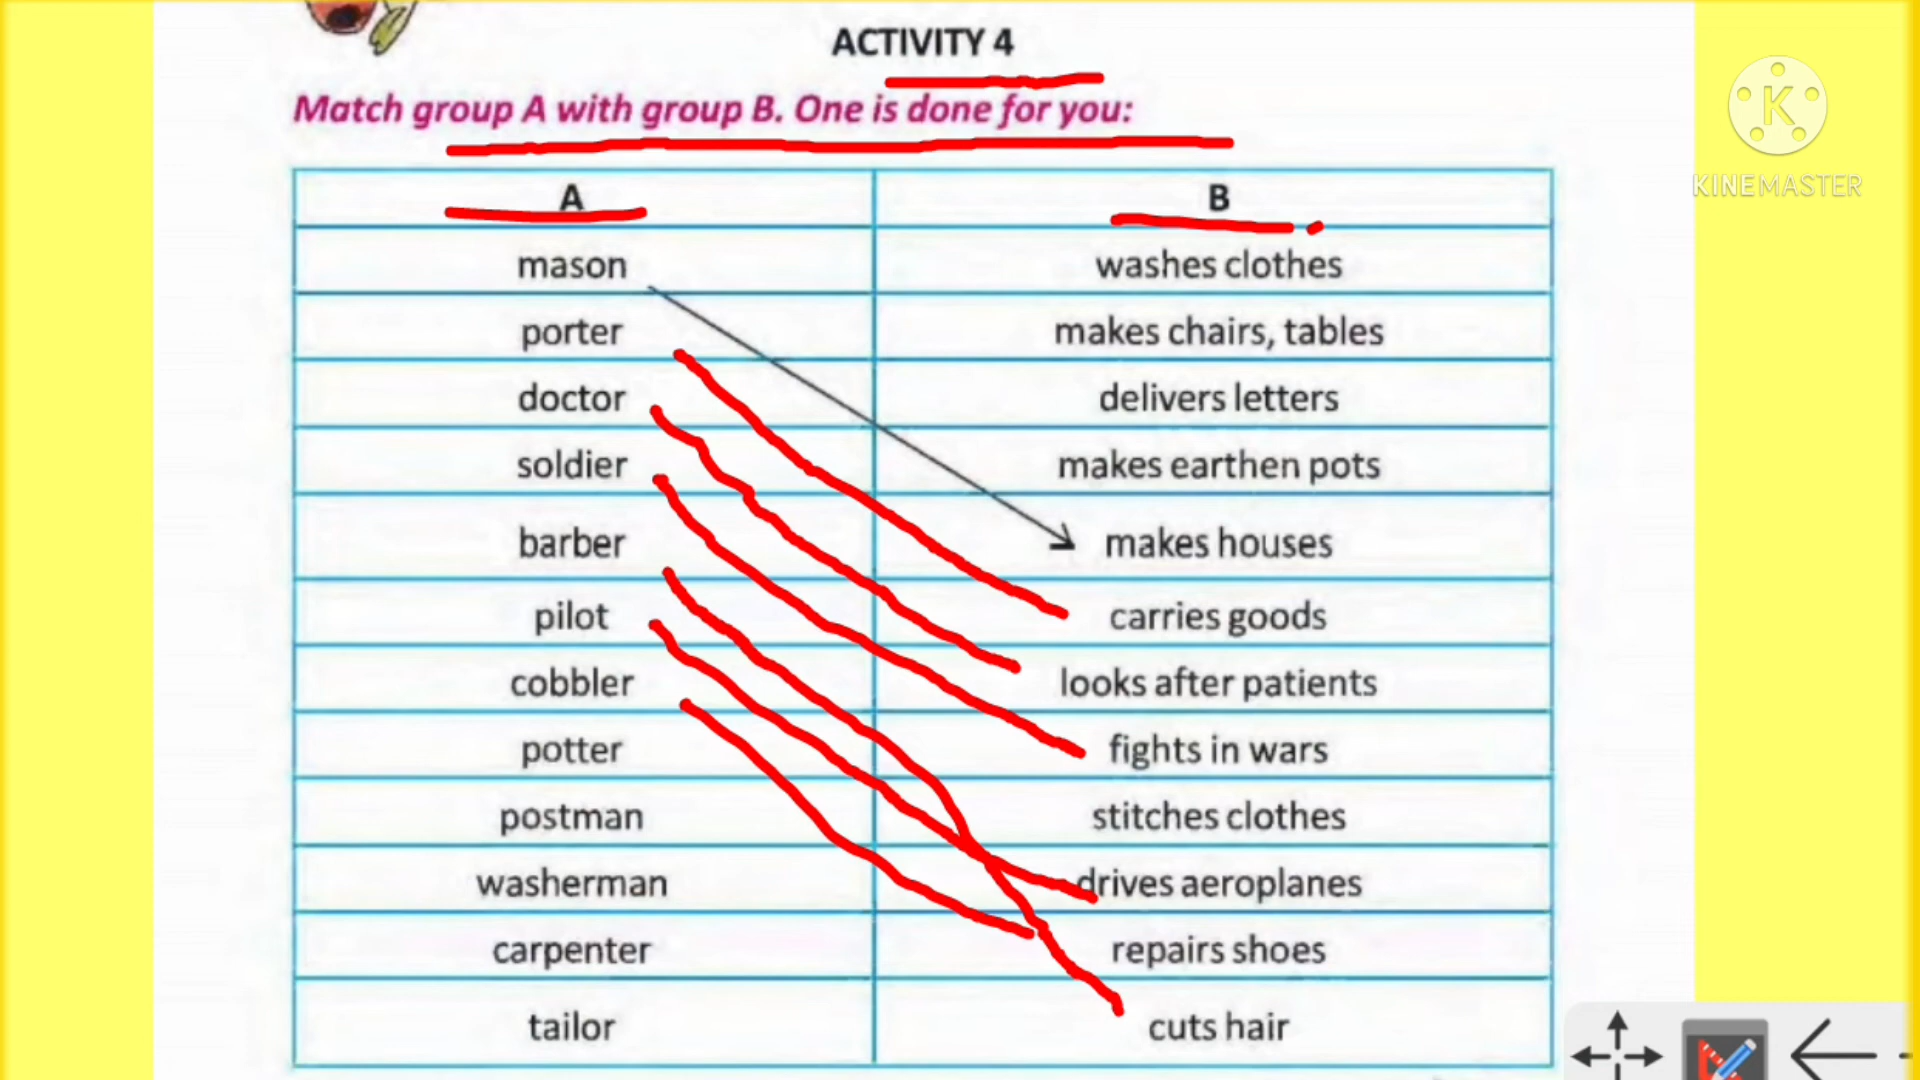 ACTIVITY 4
Match group A with group B. One is done for you:
A B
mason washes clothes
porter makes chairs, tables
doctor delivers letters
soldier makes earthen pots
barber makes houses
pilot carries goods
cobbler looks after patients
potter fights in wars
postman stitches clothes
washerman drives aeroplanes
carpenter repairs shoes
tailor cuts hair
K
KINEMASTER